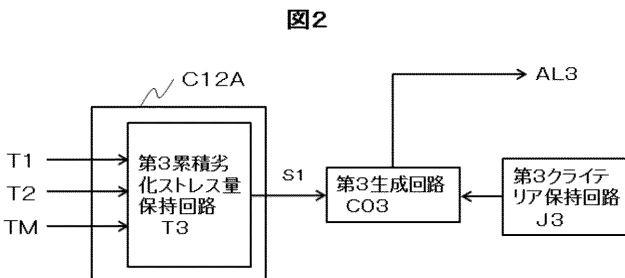 図2
C12A
AL3
T1
T2
TM
第3累積劣
化ストレス量
保持回路
T3
S1
第3生成回路
C03
第3クライテ
リア保持回路
J3